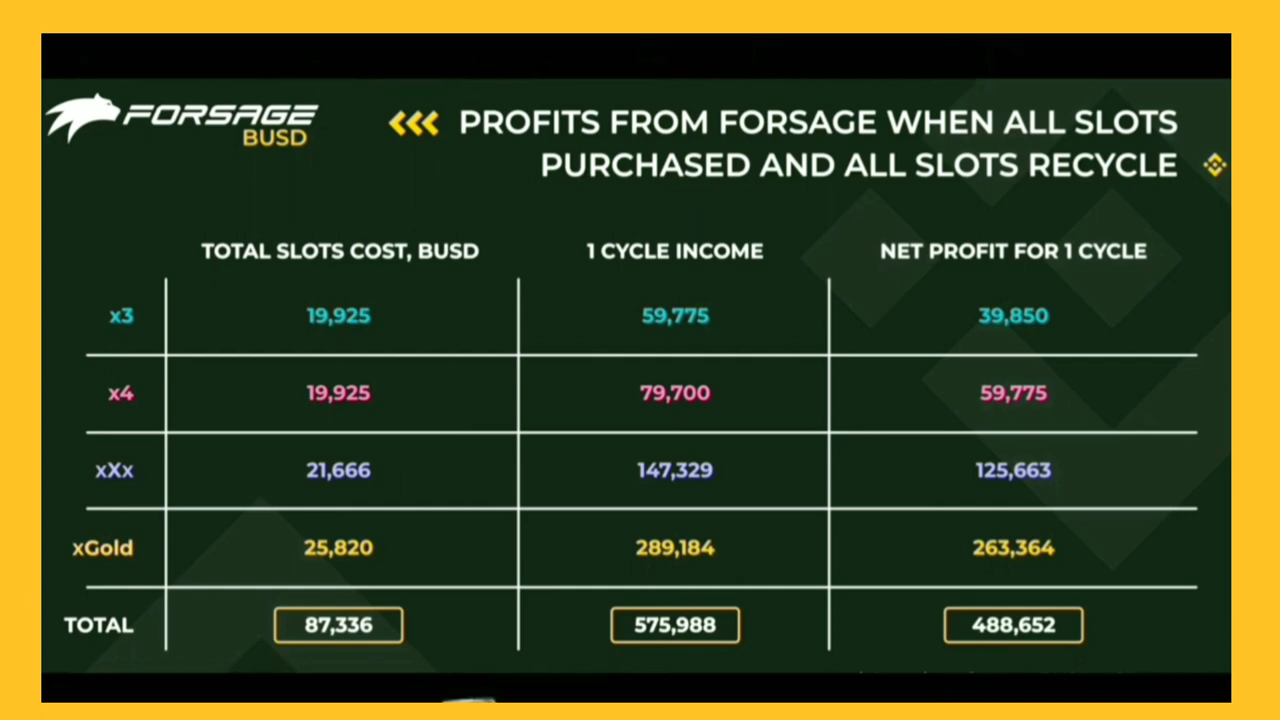 FORSAGE
BUSD
PROFITS FROM FORSAGE WHEN ALL SLOTS
PURCHASED AND ALL SLOTS RECYCLE
TOTAL SLOTS COST, BUSD 1 CYCLE INCOME NET PROFIT FOR 1 CYCLE
x3 19,925 59,775 39,850
x4 19,925 79,700 59,775
xXx 21,666 147,329 125,663
xGold 25,820 289,184 263,364
TOTAL 87,336 575,988 488,652